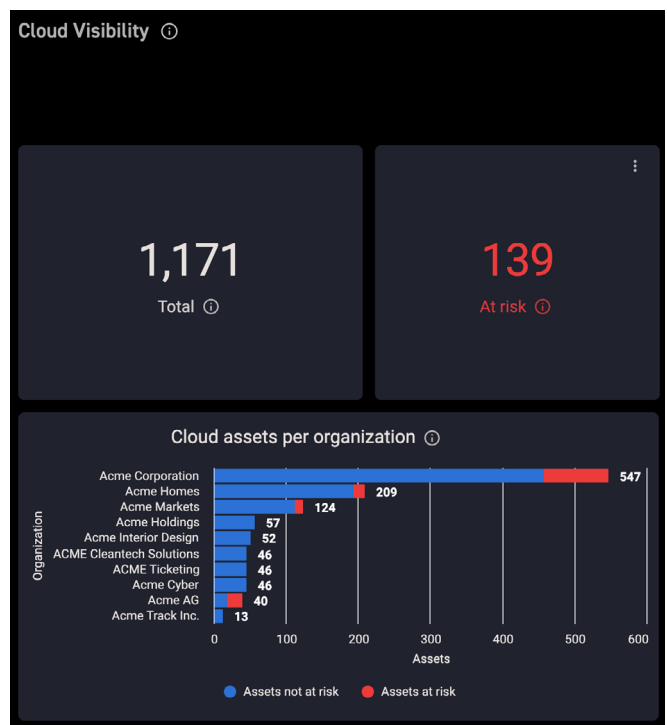 Cloud Visibility
1,171
Total
139
At risk
Cloud assets per organization
Organization
Acme Corporation 547
Acme Homes 209
Acme Markets 124
Acme Holdings 57
Acme Interior Design 52
ACME Cleantech Solutions 46
ACME Ticketing 46
Acme Cyber 46
Acme AG 40
Acme Track Inc. 13
0 100 200 300 400 500 600
Assets
Assets not at risk Assets at risk